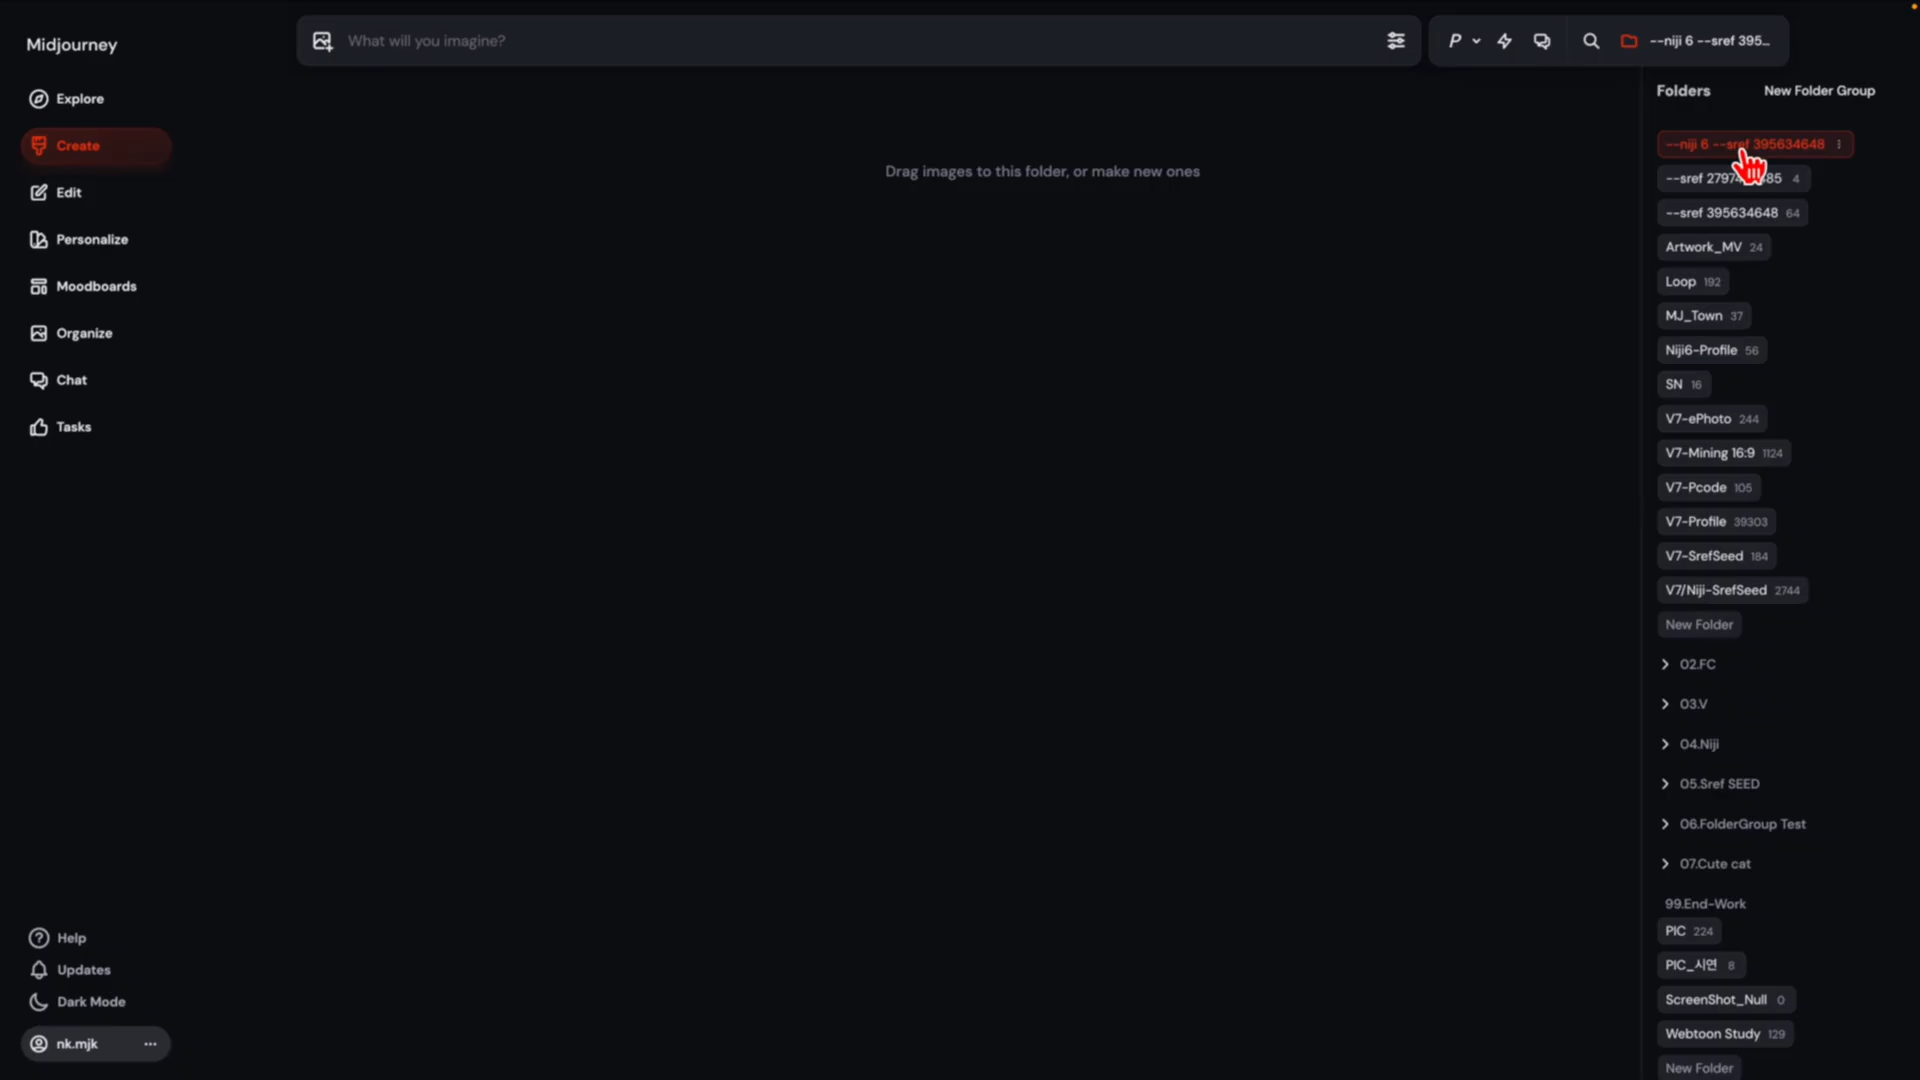 Midjourney
Explore
Create
Edit
Personalize
Moodboards
Organize
Chat
Tasks
Help
Updates
Dark Mode
nk.mjk
What will you imagine?
P
--niji 6 --sref 395...
Drag images to this folder, or make new ones
Folders New Folder Group
--niji 6 --sref 395634648
--sref 4
--sref 395634648 64
Artwork_MV 24
Loop 192
MJ_Town 37
Niji6-Profile 56
SN 16
V7-ePhoto 244
V7-Mining 16:9 1124
V7-Pcode 105
V7-Profile 39303
V7-SrefSeed 184
V7/Niji-SrefSeed 2744
New Folder
02.FC
03.V
04.Niji
05.Sref SEED
06.FolderGroup Test
07.Cute cat
99.End-Work
PIC 224
PIC_시연 8
ScreenShot_Null 0
Webtoon Study 129
New Folder